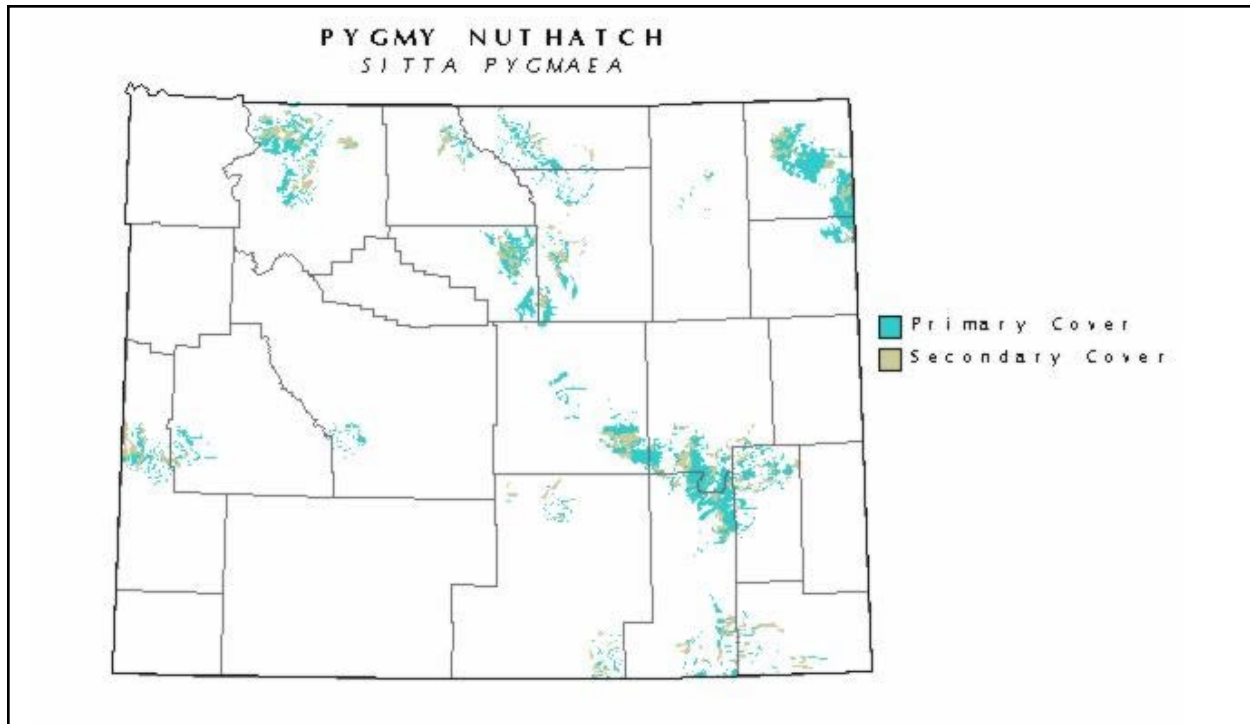 PYGMY NUTHATCH
SITTA PYGMAEA
Primary Cover
Secondary Cover